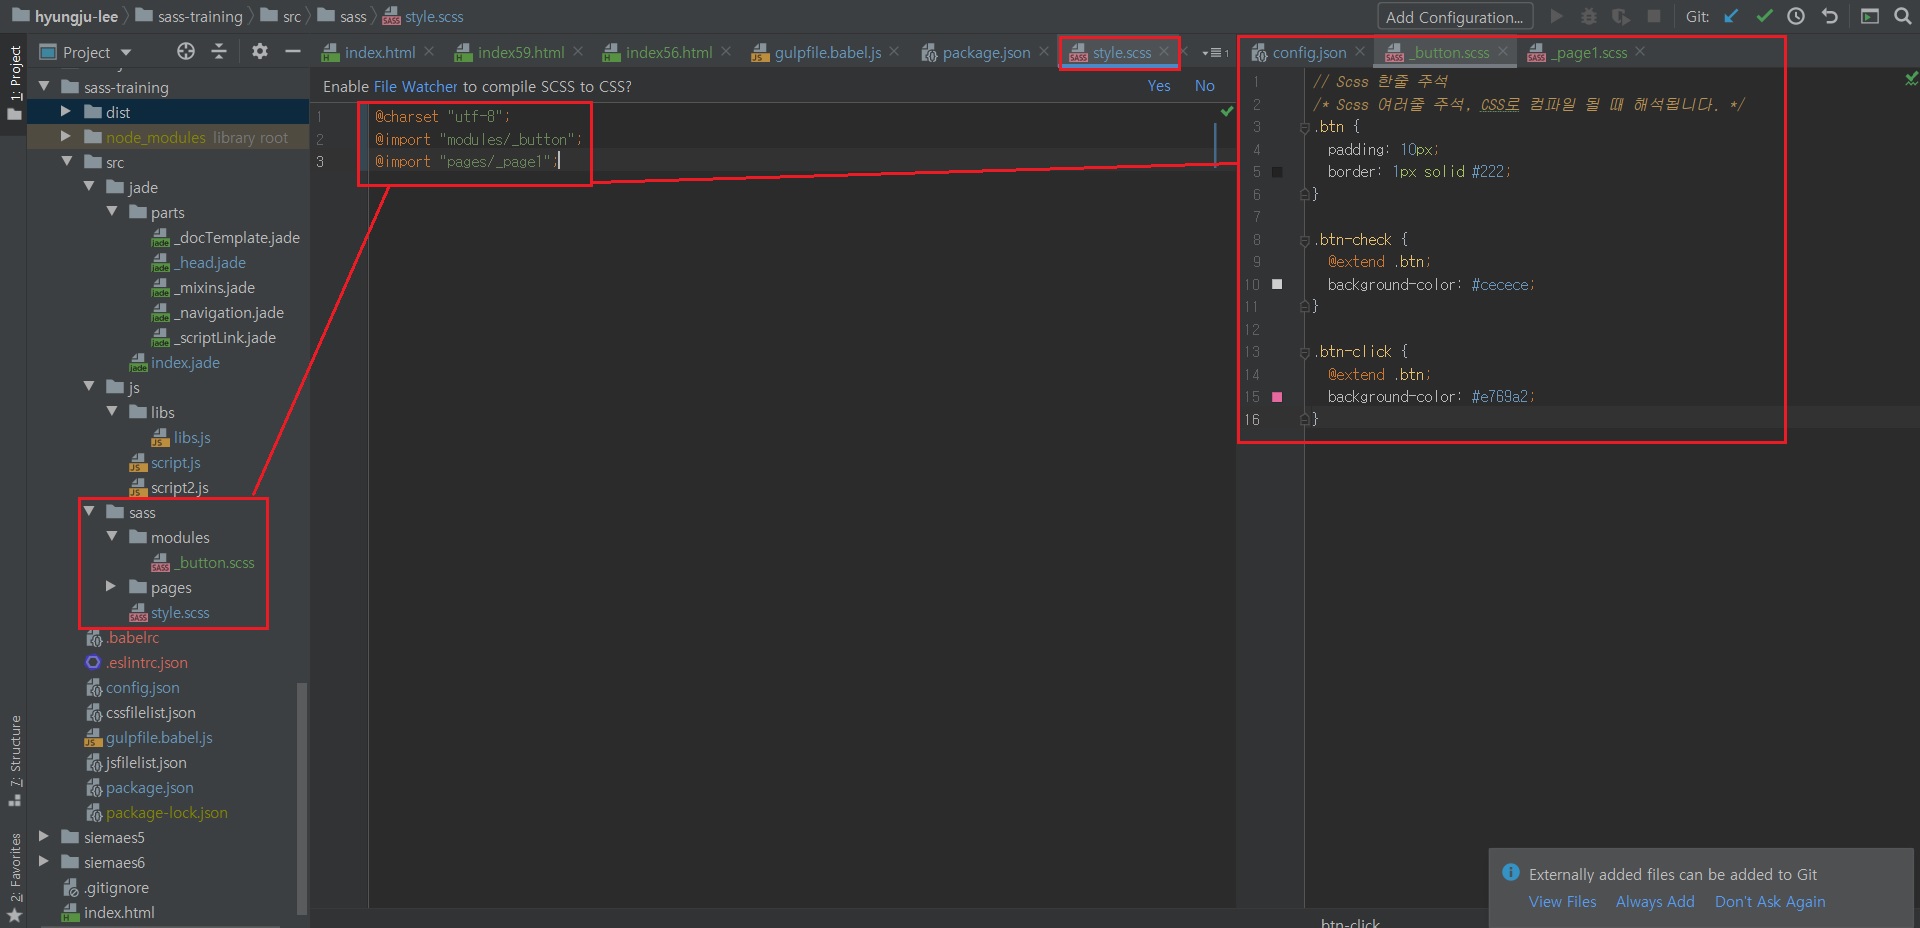 hyungju-lee
sass-training
src
sass
style.scss
Add Configuration...
Git:
1: Project
Project
index.html
index59.html
index56.html
gulpfile.babel.js
package.json
style.scss
1
config.json
_button.scss
_page1.scss
sass-training
dist
node_modules library root
src
jade
parts
_docTemplate.jade
_head.jade
_mixins.jade
_navigation.jade
_scriptLink.jade
index.jade
js
libs
libs.js
script.js
script2.js
sass
modules
_button.scss
pages
style.scss
.babelrc
.eslintrc.json
config.json
cssfilelist.json
gulpfile.babel.js
jsfilelist.json
package.json
package-lock.json
siemaes5
siemaes6
.gitignore
index.html
7: Structure
2: Favorites
Enable File Watcher to compile SCSS to CSS? Yes No
1 @charset "utf-8";
2 @import "modules/_button";
3 @import "pages/_page1";
1 // Scss 한줄 주석
2 /* Scss 여러줄 주석, CSS로 컴파일 될 때 해석됩니다. */
3 .btn {
4 padding: 10px;
5 border: 1px solid #222;
6 }
7
8 .btn-check {
9 @extend .btn;
10 background-color: #cecece;
11 }
12
13 .btn-click {
14 @extend .btn;
15 background-color: #e769a2;
16 }
Externally added files can be added to Git
View Files Always Add Don't Ask Again
btn-click